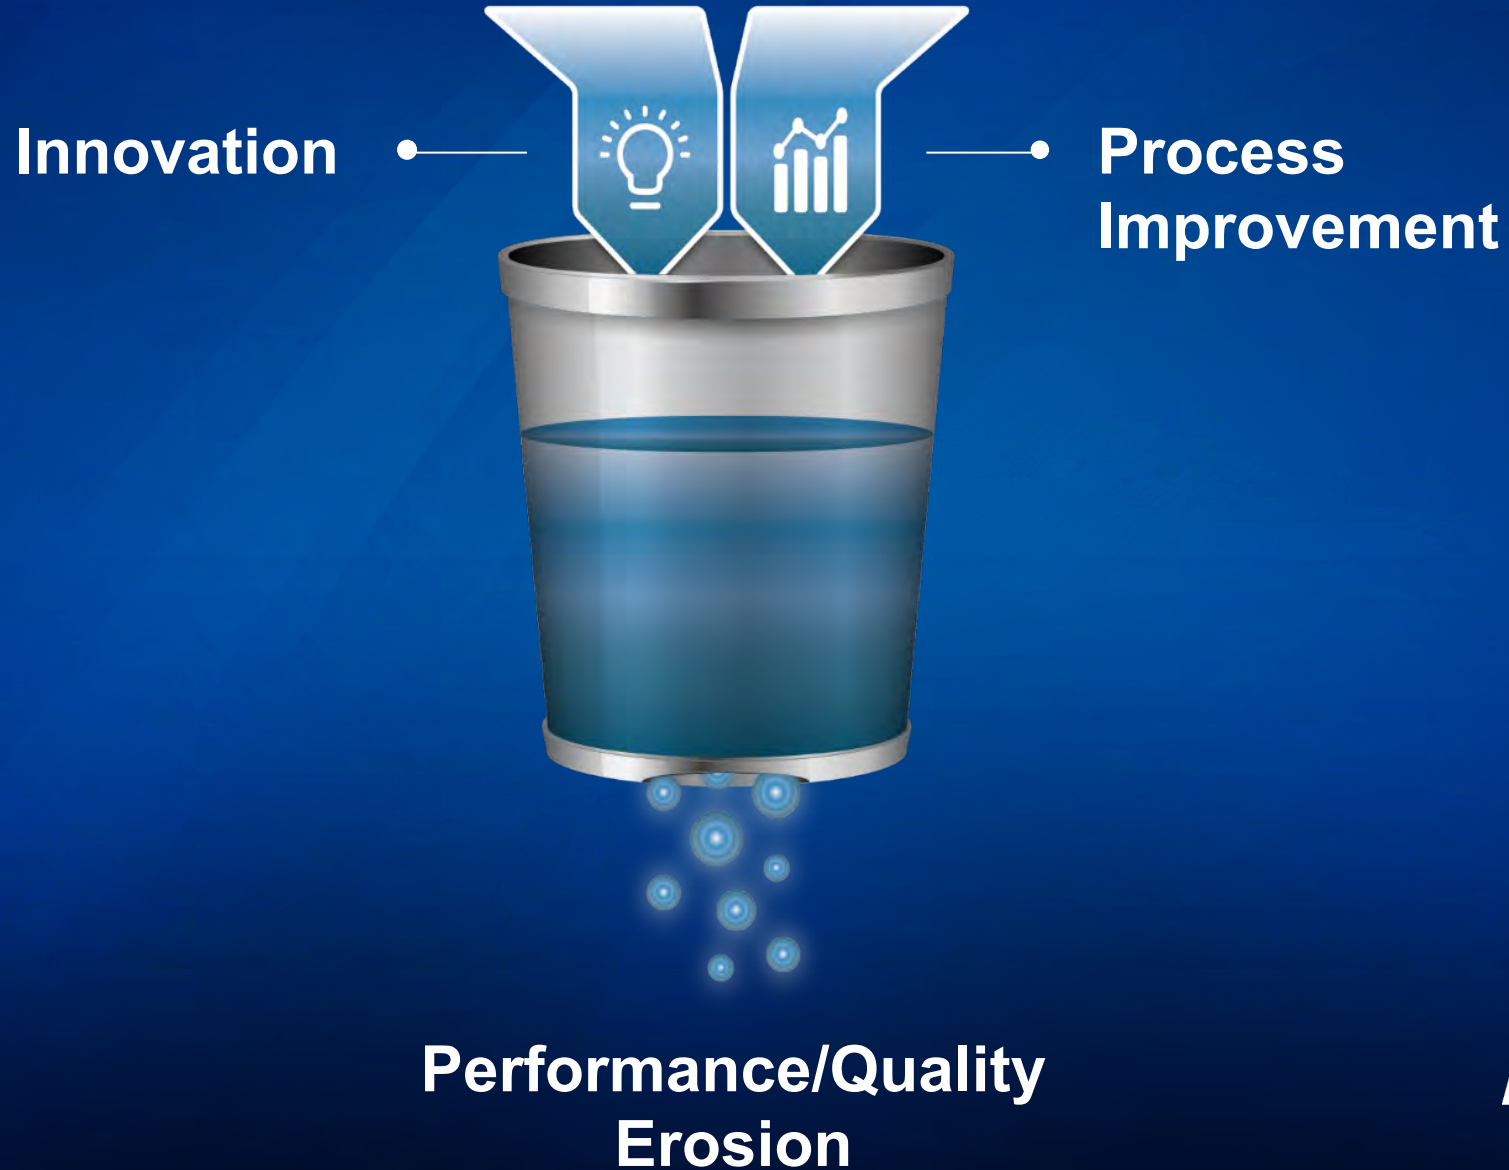 Innovation
Process
Improvement
Performance/Quality
Erosion